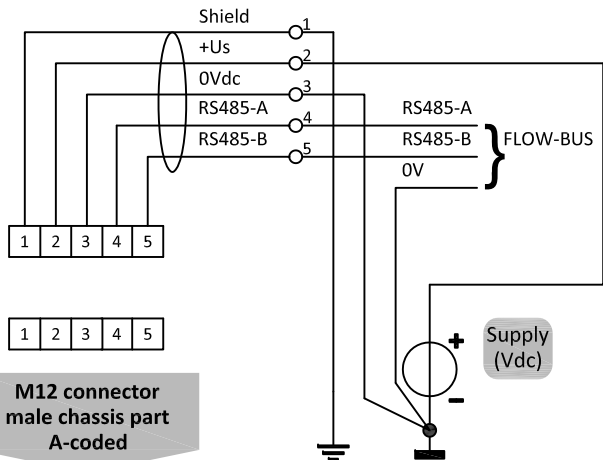 Shield 1
+Us 2
0Vdc 3
RS485-A 4 RS485-A
RS485-B 5 RS485-B } FLOW-BUS
0V
1 2 3 4 5
1 2 3 4 5
+ Supply
(Vdc)
−
M12 connector
male chassis part
A-coded